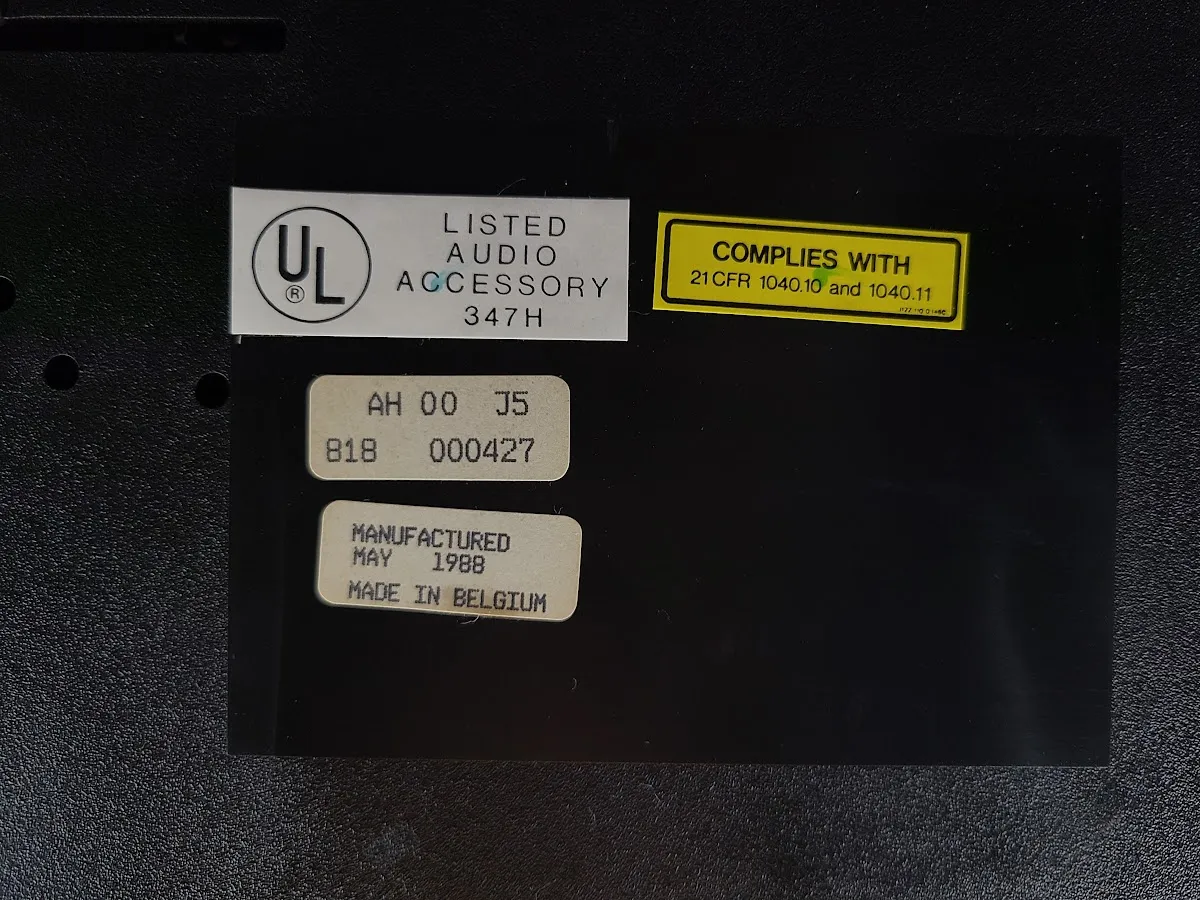 UL
®
LISTED
AUDIO
ACCESSORY
347H
COMPLIES WITH
21 CFR 1040.10 and 1040.11
AH 00 J5
818 000427
MANUFACTURED
MAY 1988
MADE IN BELGIUM